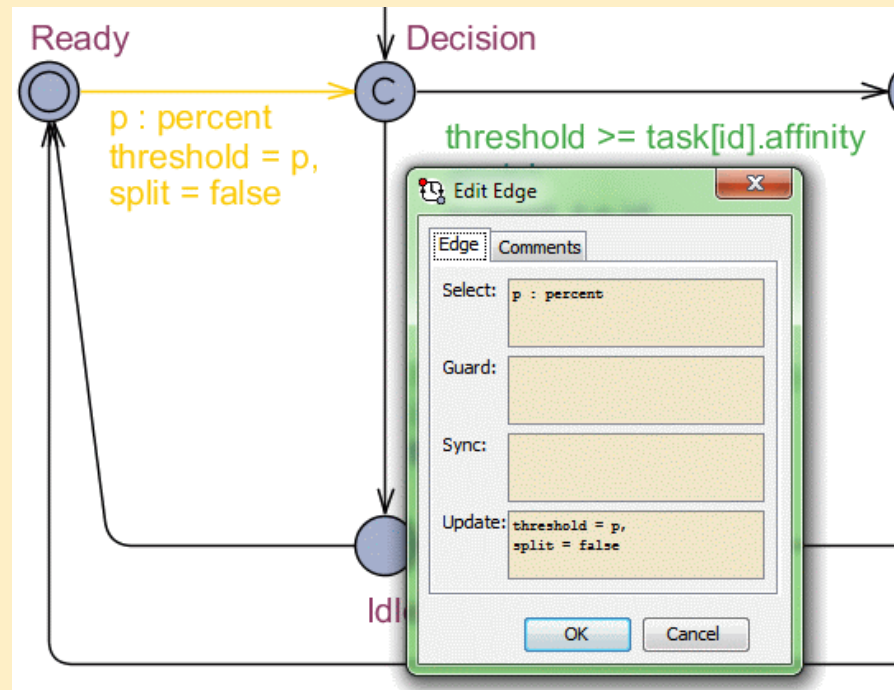 Ready
Decision
C
p : percent
threshold = p,
split = false
threshold >= task[id].affinity
Edit Edge
Edge
Comments
Select:
p : percent
Guard:
Sync:
Update:
threshold = p,
split = false
OK
Cancel